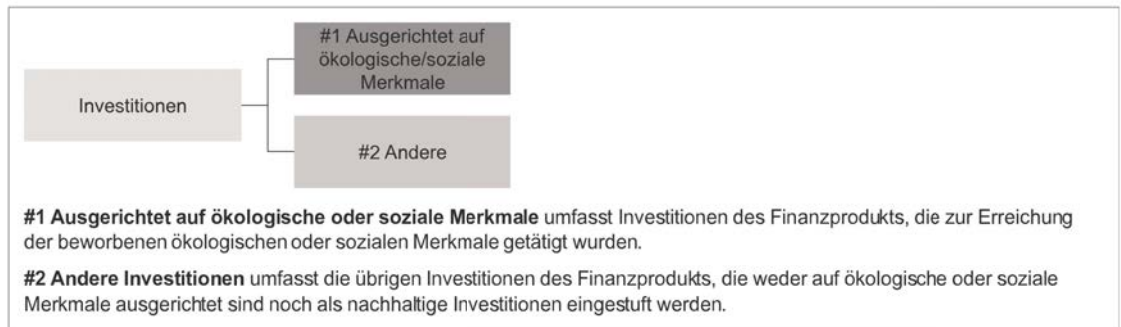 #1 Ausgerichtet auf
ökologische/soziale
Merkmale
Investitionen
#2 Andere
#1 Ausgerichtet auf ökologische oder soziale Merkmale umfasst Investitionen des Finanzprodukts, die zur Erreichung
der beworbenen ökologischen oder sozialen Merkmale getätigt wurden.
#2 Andere Investitionen umfasst die übrigen Investitionen des Finanzprodukts, die weder auf ökologische oder soziale
Merkmale ausgerichtet sind noch als nachhaltige Investitionen eingestuft werden.